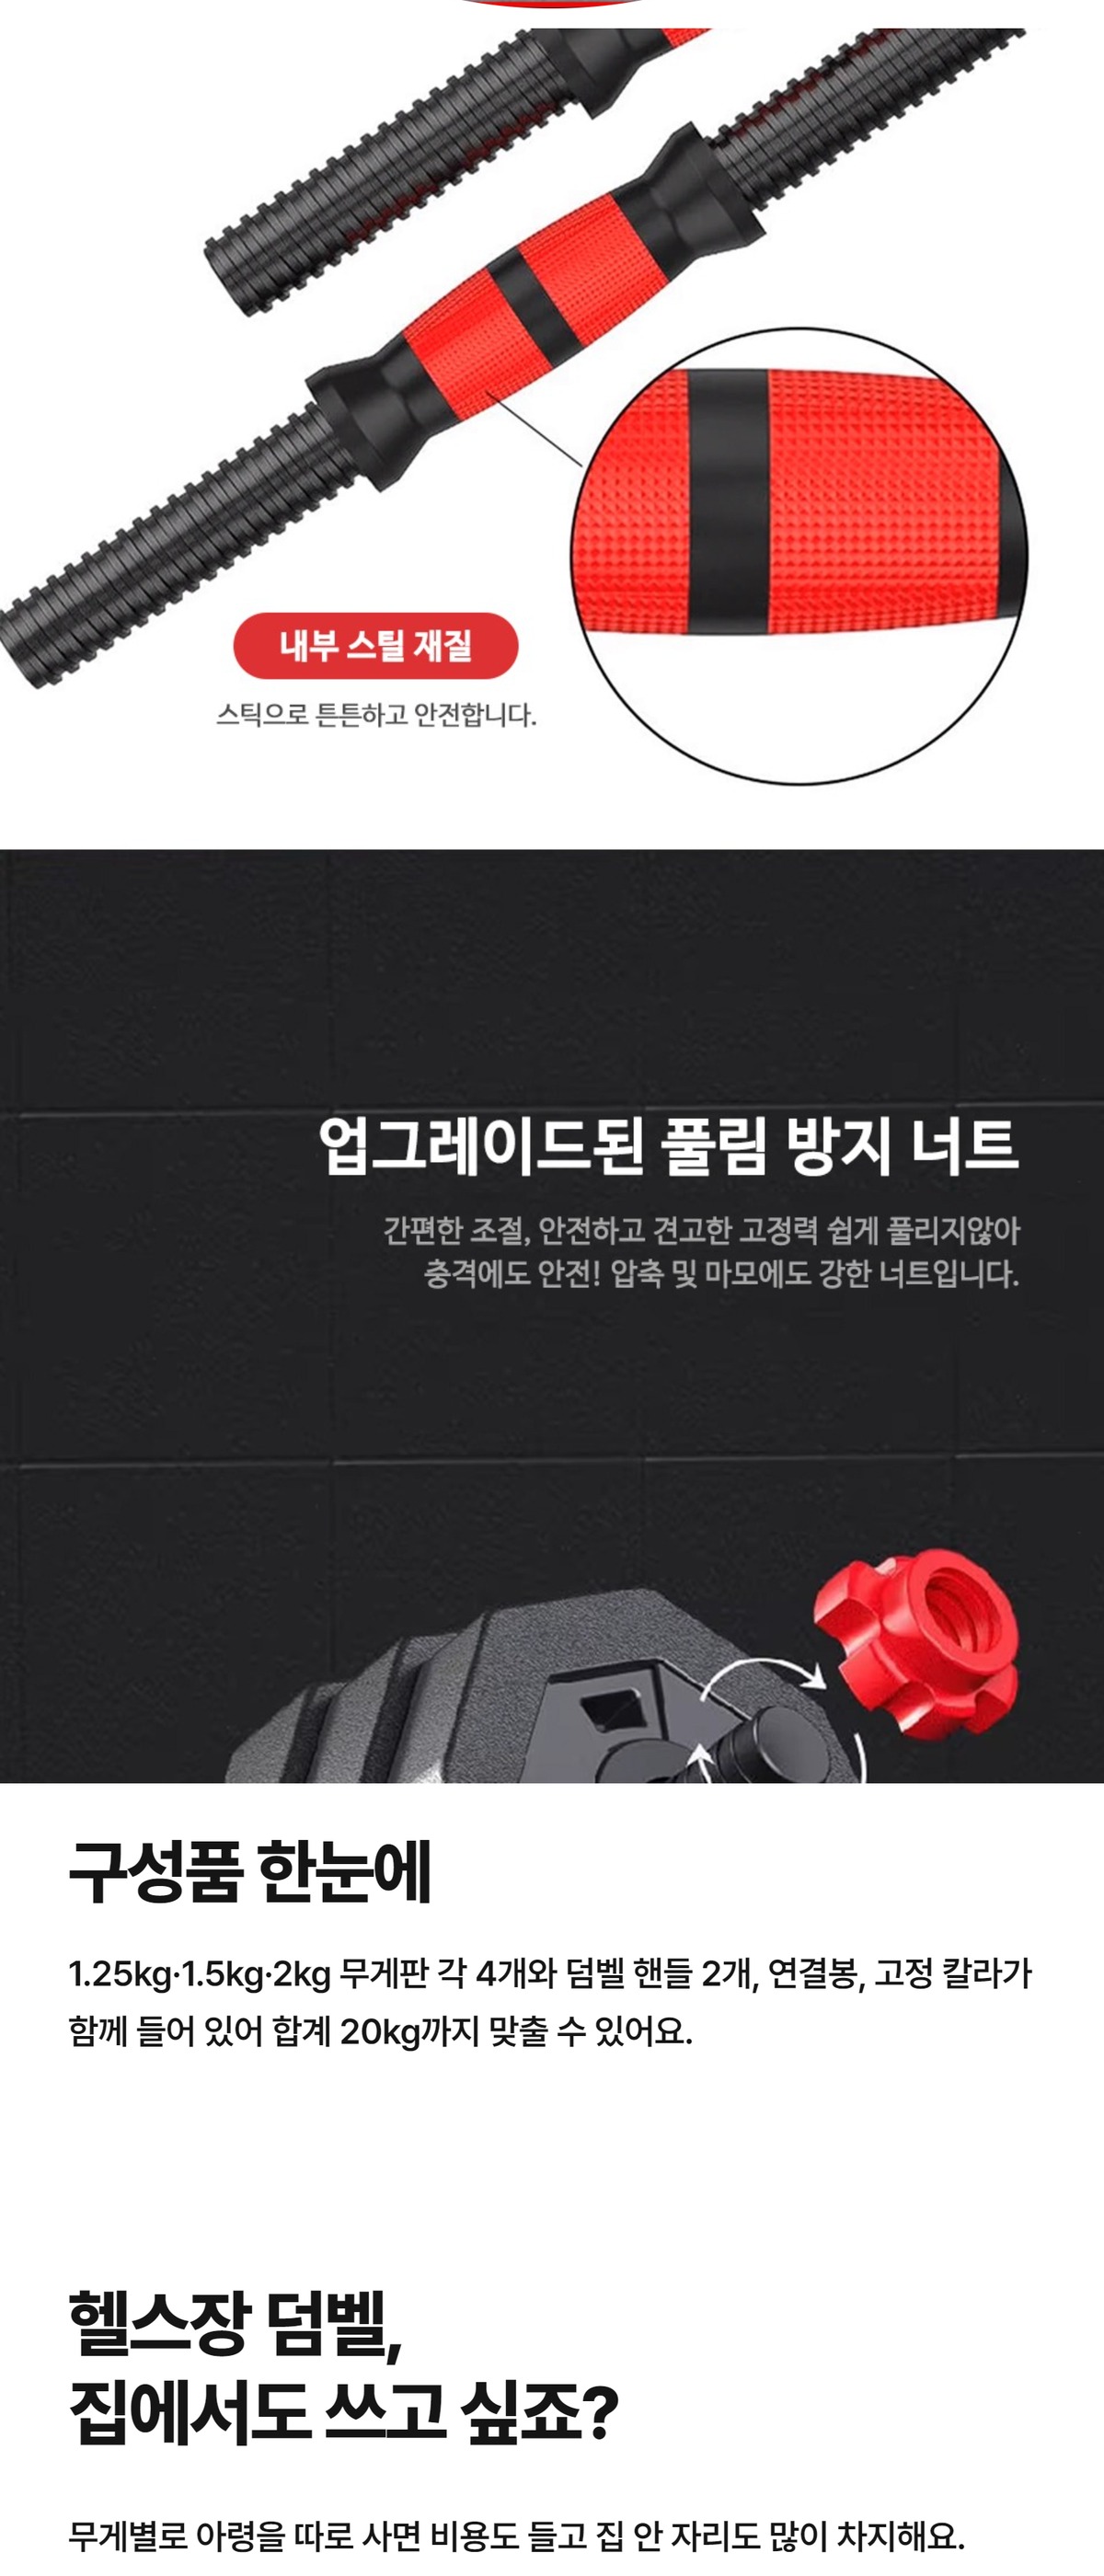 내부 스틸 재질
스틱으로 튼튼하고 안전합니다.
업그레이드된 풀림 방지 너트
간편한 조절, 안전하고 견고한 고정력 쉽게 풀리지않아
충격에도 안전! 압축 및 마모에도 강한 너트입니다.
구성품 한눈에
1.25kg·1.5kg·2kg 무게판 각 4개와 덤벨 핸들 2개, 연결봉, 고정 칼라가
함께 들어 있어 합계 20kg까지 맞출 수 있어요.
헬스장 덤벨,
집에서도 쓰고 싶죠?
무게별로 아령을 따로 사면 비용도 들고 집 안 자리도 많이 차지해요.